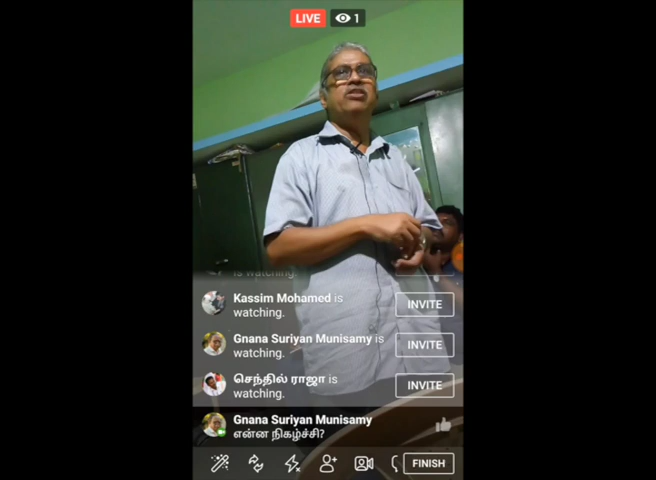 LIVE 1
is watching.
Kassim Mohamed is
watching.
INVITE
Gnana Suriyan Munisamy is
watching.
INVITE
செந்தில் ராஜா is
watching.
INVITE
Gnana Suriyan Munisamy
என்ன நிகழ்ச்சி?
FINISH